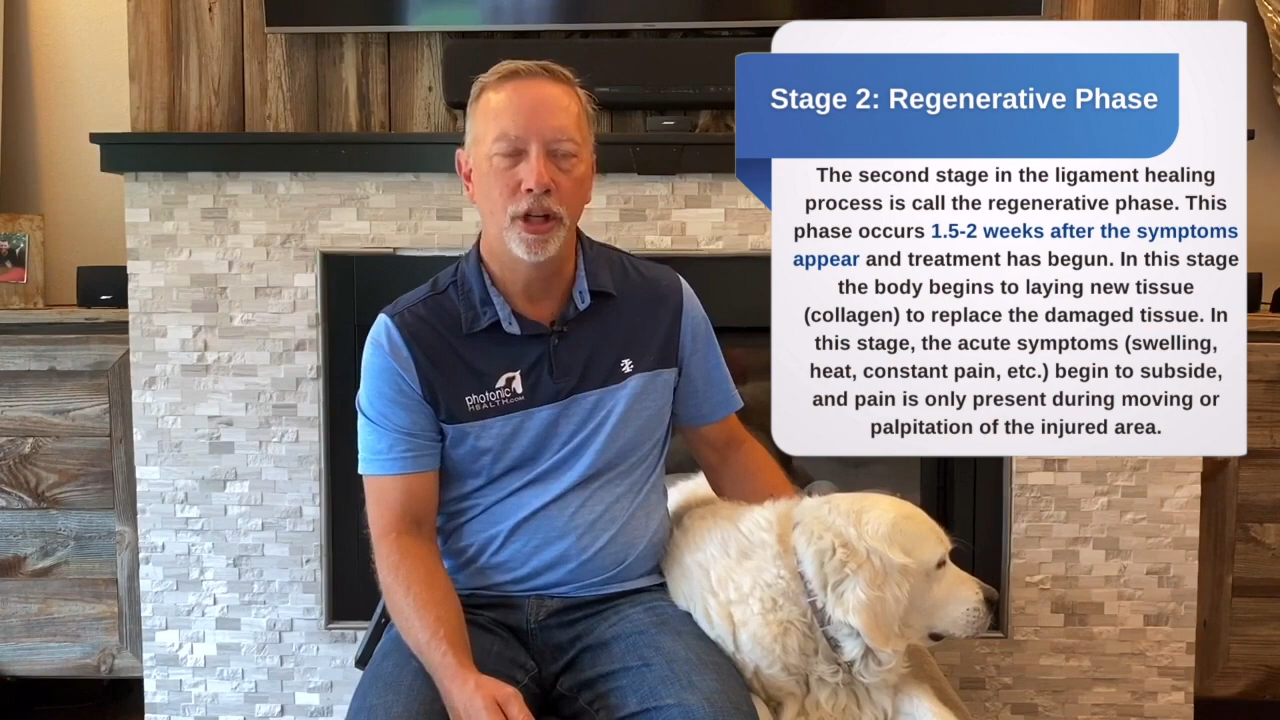 Stage 2: Regenerative Phase
The second stage in the ligament healing
process is call the regenerative phase. This
phase occurs 1.5-2 weeks after the symptoms
appear and treatment has begun. In this stage
the body begins to laying new tissue
(collagen) to replace the damaged tissue. In
this stage, the acute symptoms (swelling,
heat, constant pain, etc.) begin to subside,
and pain is only present during moving or
palpitation of the injured area.
photonic
HEALTH.COM